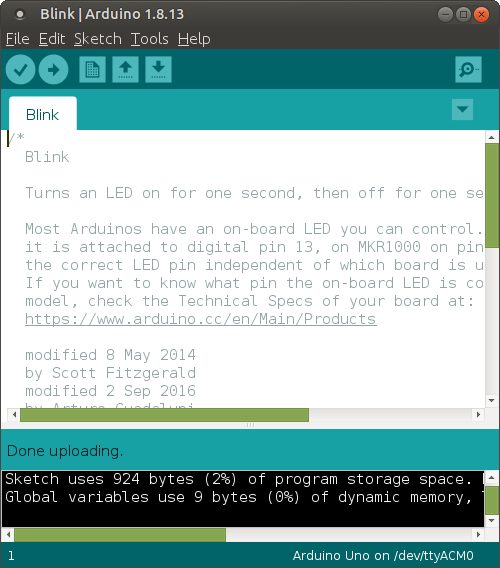 Blink | Arduino 1.8.13
File Edit Sketch Tools Help
Blink
/*
Blink
Turns an LED on for one second, then off for one se
Most Arduinos have an on-board LED you can control.
it is attached to digital pin 13, on MKR1000 on pin
the correct LED pin independent of which board is u
If you want to know what pin the on-board LED is co
model, check the Technical Specs of your board at:
https://www.arduino.cc/en/Main/Products
modified 8 May 2014
by Scott Fitzgerald
modified 2 Sep 2016
by Arturo Guadalupi
Done uploading.
Sketch uses 924 bytes (2%) of program storage space.
Global variables use 9 bytes (0%) of dynamic memory,
1
Arduino Uno on /dev/ttyACM0